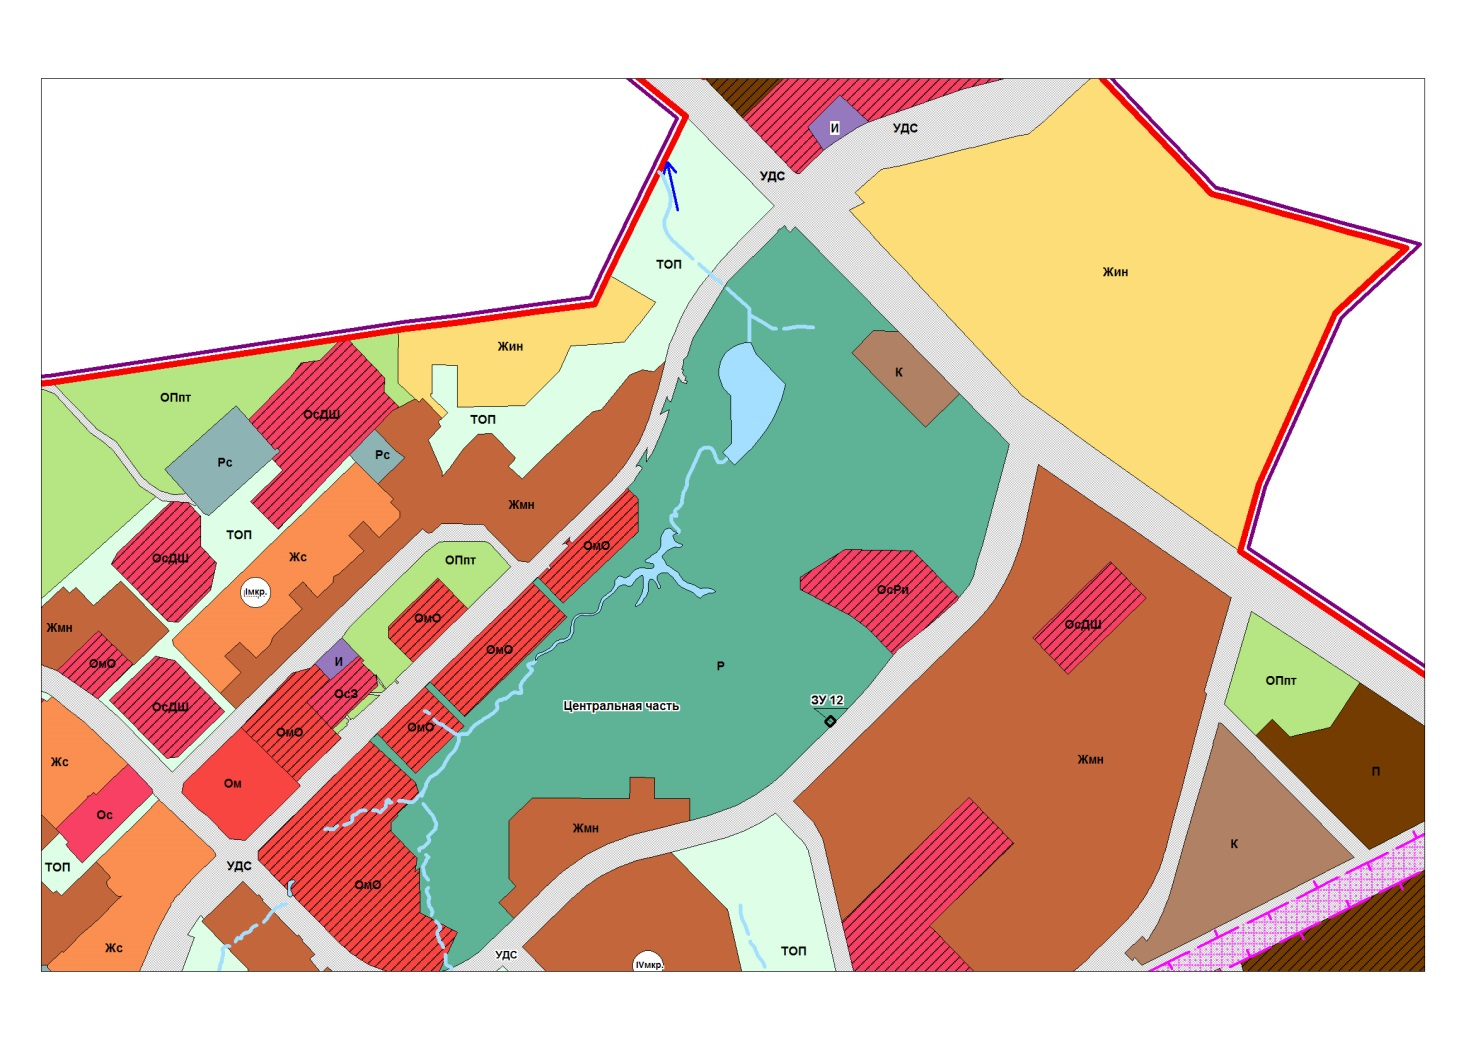 И
УДС
УДС
ТОП
Жин
Жин
К
ОПпт
ОсДШ
ТОП
Рс
Рс
Жмн
ТОП
ОмО
ОсДШ
Жс
ОПпт
Iмкр.
ОсРи
ОмО
ОсДШ
Жмн
ОмО
ОмО
И
Р
ОсЗ
ОПпт
ОсДШ
Центральная часть
ЗУ 12
ОмО
ОмО
Жс
Жмн
П
Ом
Ос
Жмн
К
ТОП
УДС
ОмО
Жс
УДС
ТОП
IVмкр.